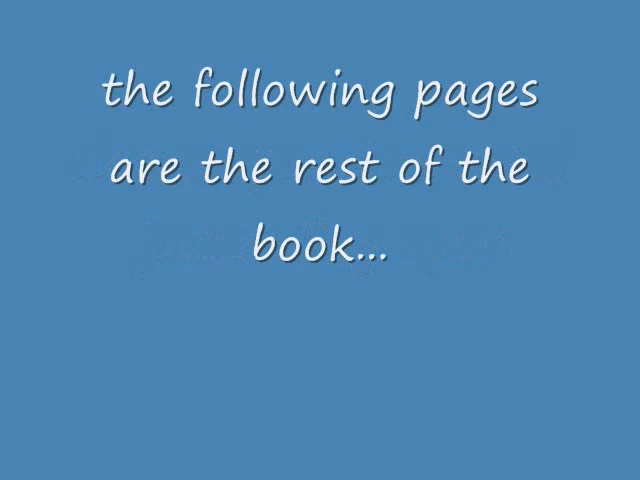 the following pages
are the rest of the
book...